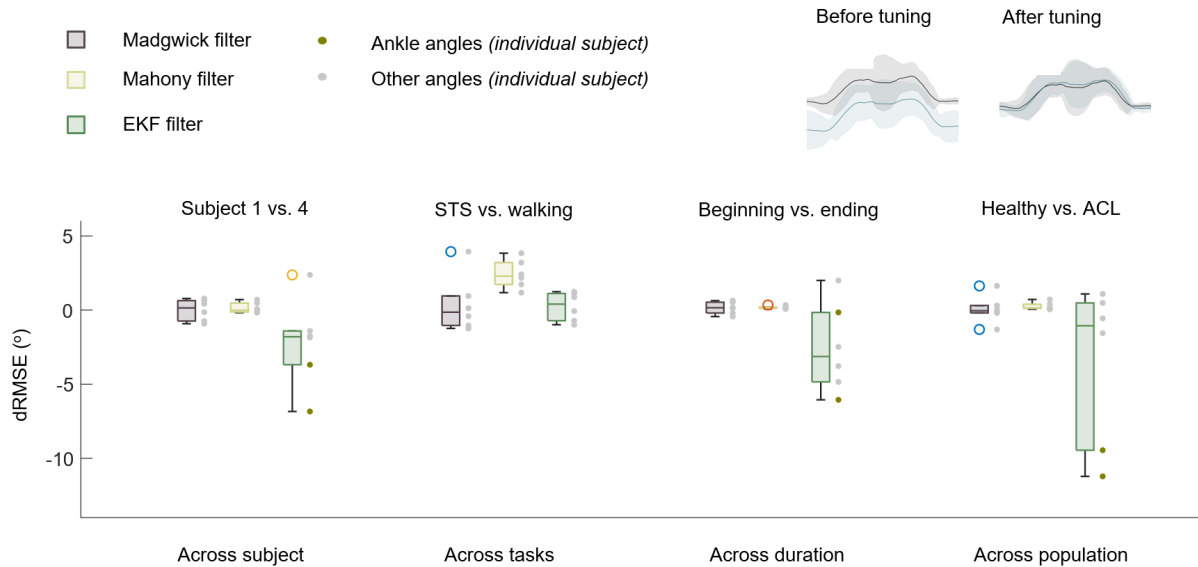 Before tuning
After tuning
Madgwick filter
Ankle angles (individual subject)
Mahony filter
Other angles (individual subject)
EKF filter
Subject 1 vs. 4
STS vs. walking
Beginning vs. ending
Healthy vs. ACL
5
0
-5
-10
dRMSE (º)
Across subject
Across tasks
Across duration
Across population